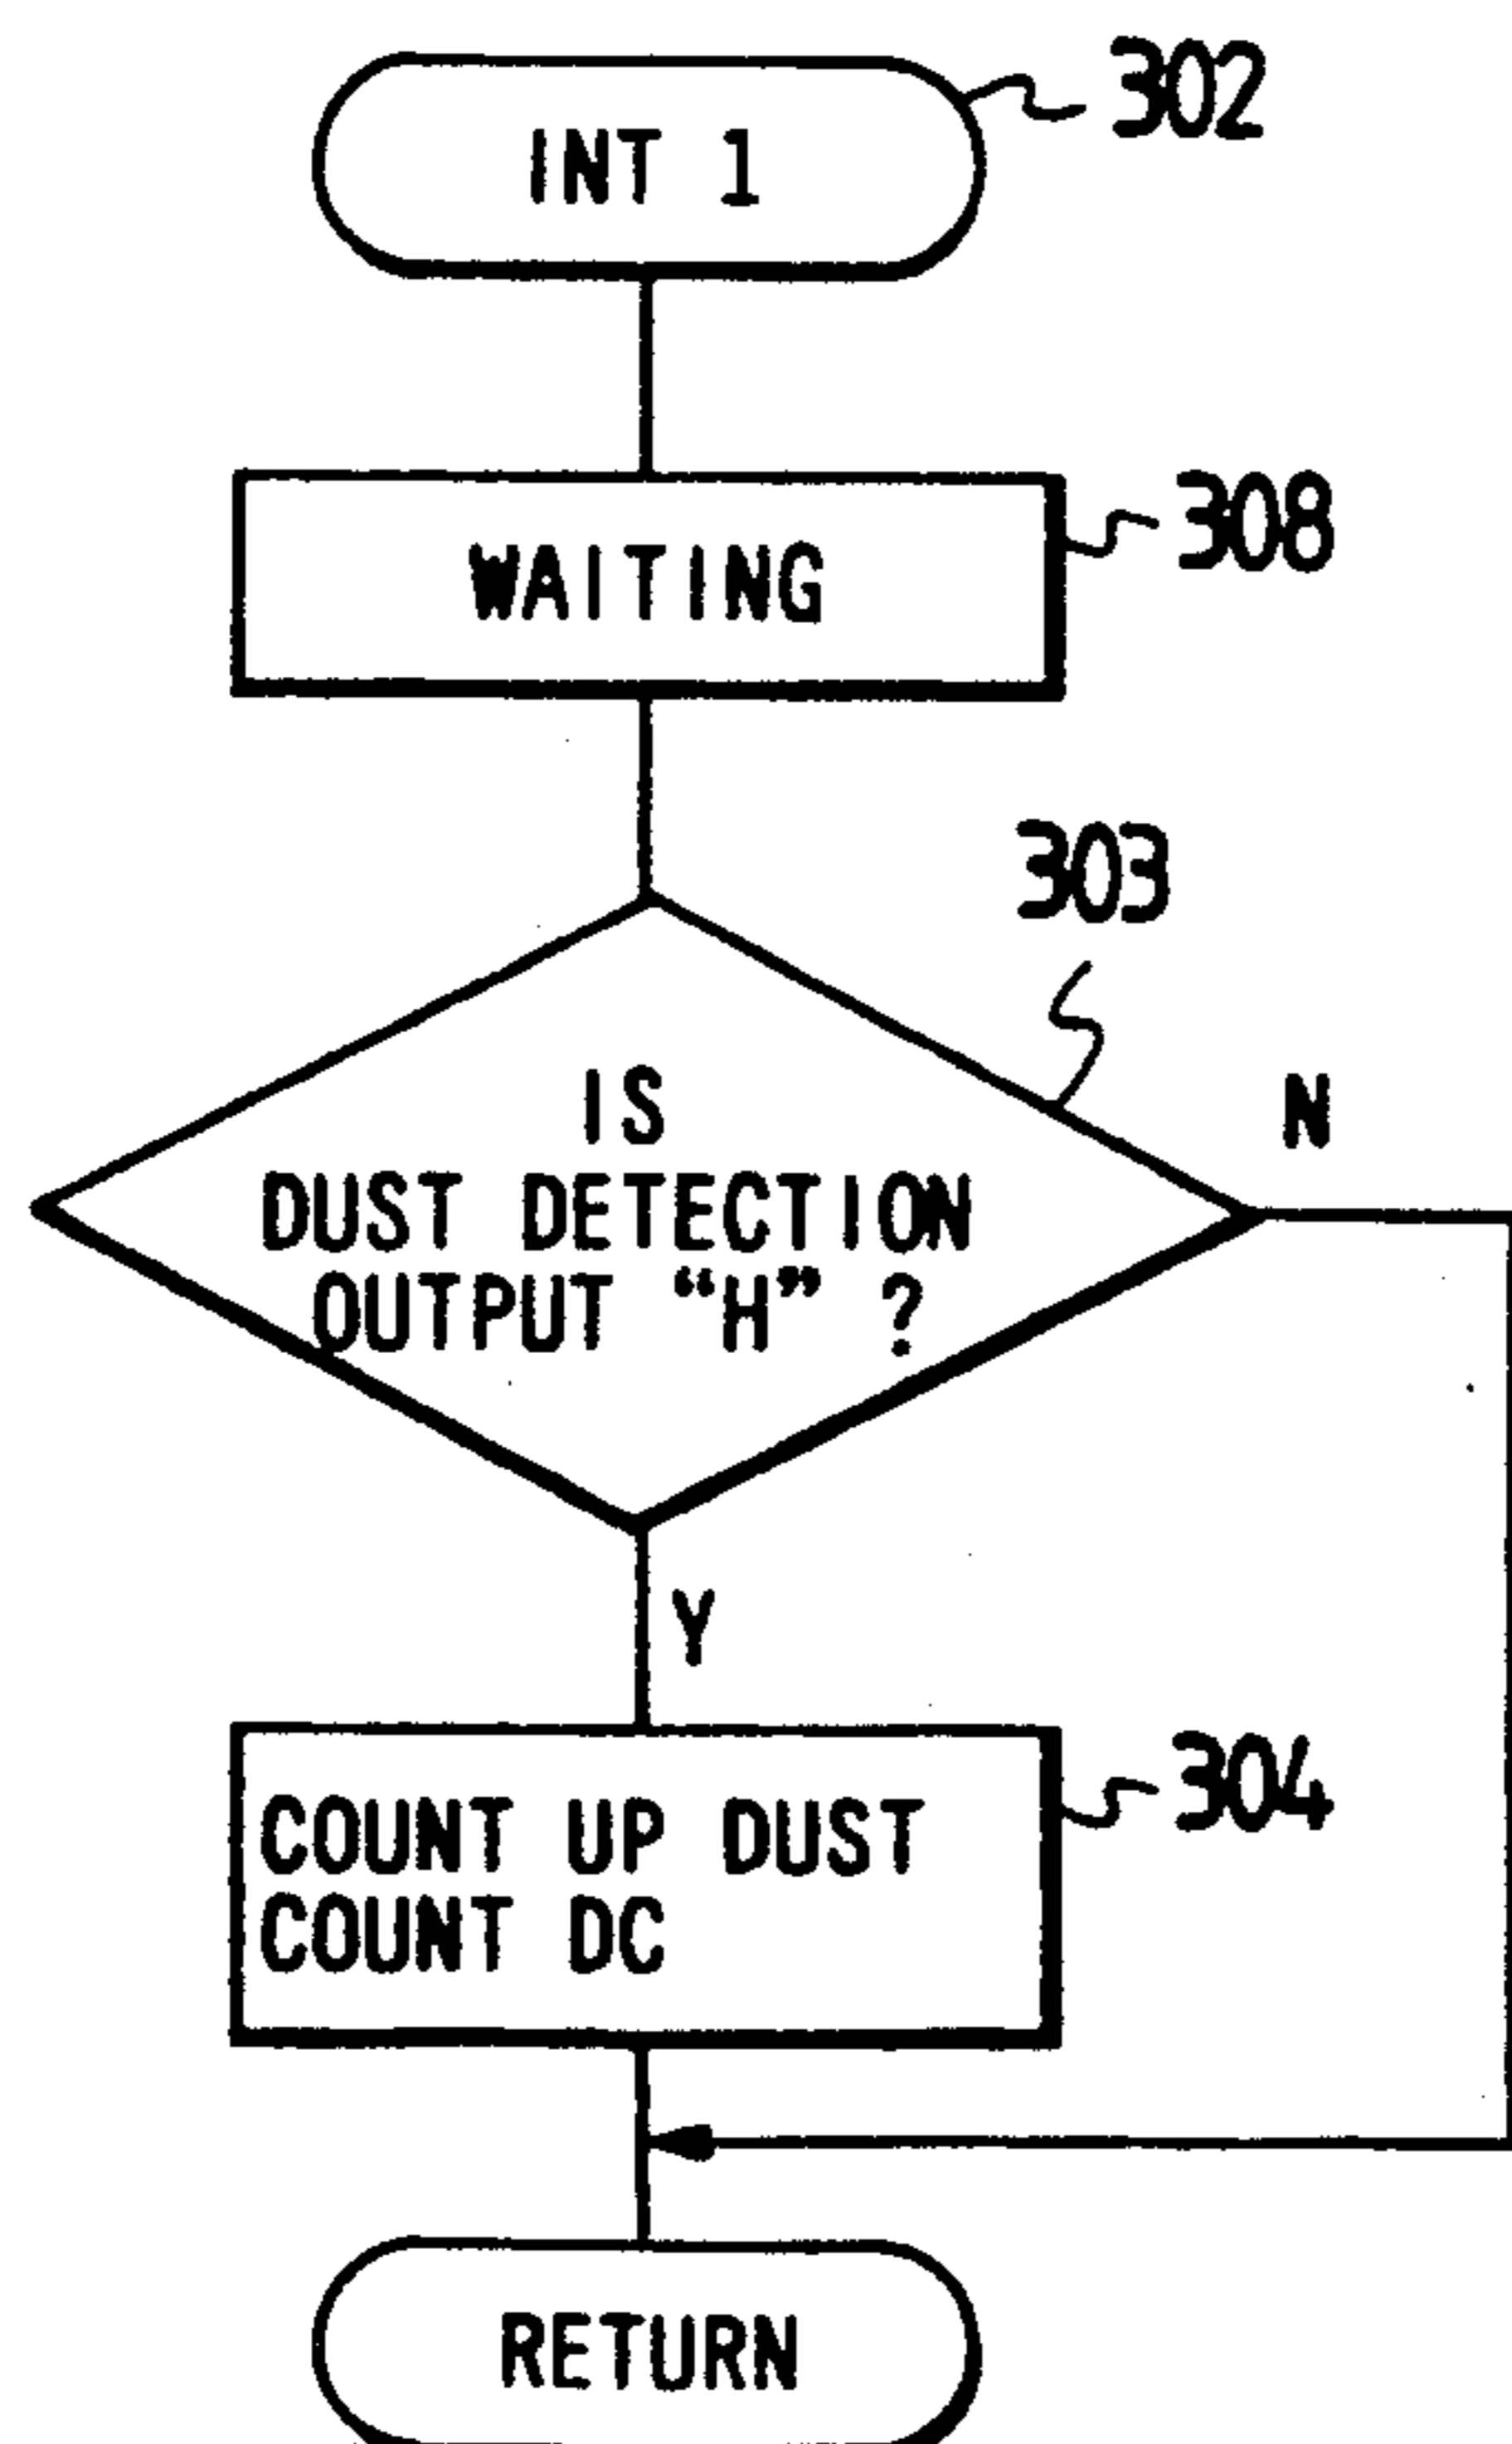 302
INT 1
308
WAITING
303
IS
DUST DETECTION
OUTPUT “H” ?
N
Y
304
COUNT UP DUST
COUNT DC
RETURN